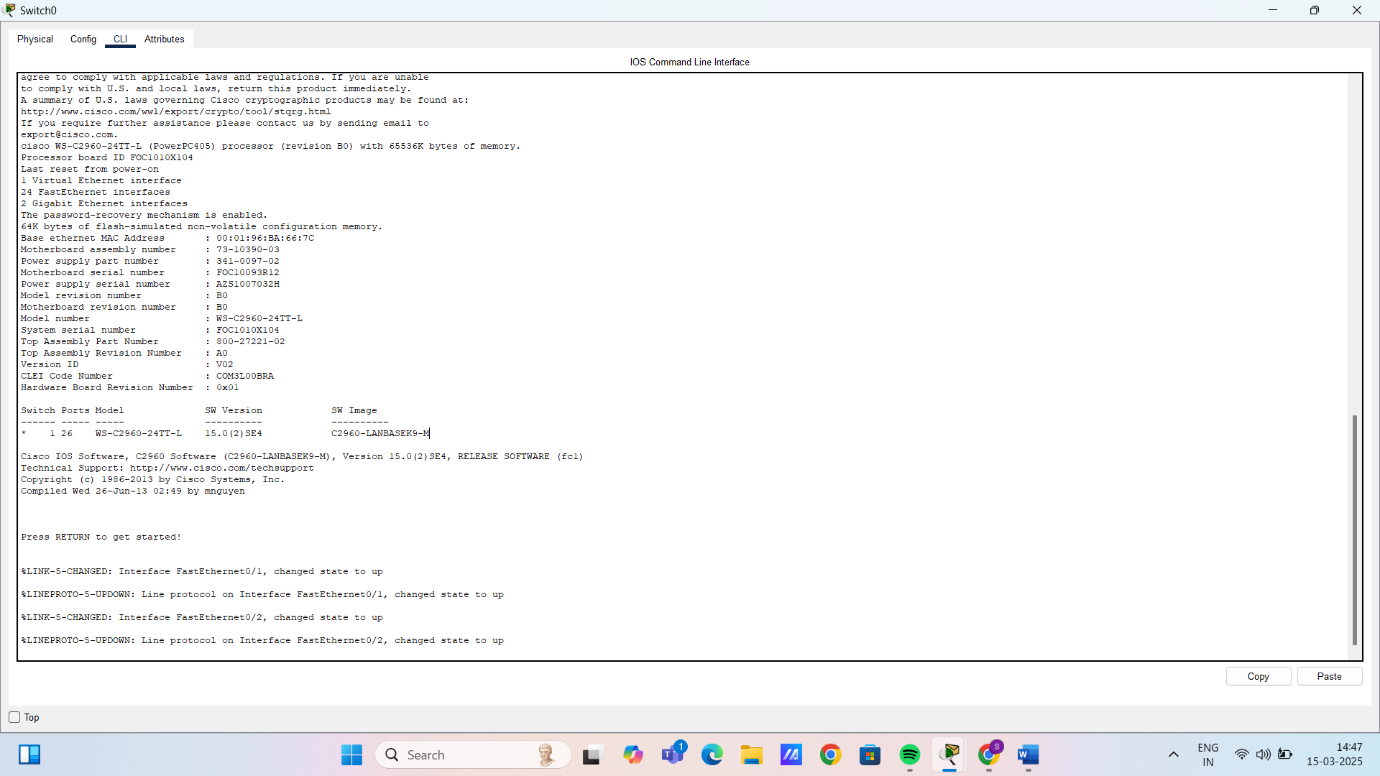 Switch0
Physical Config CLI Attributes
IOS Command Line Interface
agree to comply with applicable laws and regulations. If you are unable
to comply with U.S. and local laws, return this product immediately.
A summary of U.S. laws governing Cisco cryptographic products may be found at:
http://www.cisco.com/wwl/export/crypto/tool/stqrg.html
If you require further assistance please contact us by sending email to
export@cisco.com.
cisco WS-C2960-24TT-L (PowerPC405) processor (revision B0) with 65536K bytes of memory.
Processor board ID FOC1010X104
Last reset from power-on
1 Virtual Ethernet interface
24 FastEthernet interfaces
2 Gigabit Ethernet interfaces
The password-recovery mechanism is enabled.
64K bytes of flash-simulated non-volatile configuration memory.
Base ethernet MAC Address : 00:01:96:BA:66:7C
Motherboard assembly number : 73-10390-03
Power supply part number : 341-0097-02
Motherboard serial number : FOC10093R12
Power supply serial number : AZS1007032H
Model revision number : B0
Motherboard revision number : B0
Model number : WS-C2960-24TT-L
System serial number : FOC1010X104
Top Assembly Part Number : 800-27221-02
Top Assembly Revision Number : A0
Version ID : V02
CLEI Code Number : COM3L00BRA
Hardware Board Revision Number : 0x01
Switch Ports Model SW Version SW Image
------ ----- ----- ---------- ----------
* 1 26 WS-C2960-24TT-L 15.0(2)SE4 C2960-LANBASEK9-M
Cisco IOS Software, C2960 Software (C2960-LANBASEK9-M), Version 15.0(2)SE4, RELEASE SOFTWARE (fc1)
Technical Support: http://www.cisco.com/techsupport
Copyright (c) 1986-2013 by Cisco Systems, Inc.
Compiled Wed 26-Jun-13 02:49 by mnguyen
Press RETURN to get started!
%LINK-5-CHANGED: Interface FastEthernet0/1, changed state to up
%LINEPROTO-5-UPDOWN: Line protocol on Interface FastEthernet0/1, changed state to up
%LINK-5-CHANGED: Interface FastEthernet0/2, changed state to up
%LINEPROTO-5-UPDOWN: Line protocol on Interface FastEthernet0/2, changed state to up
Copy Paste
Top
Search
1
S
ENG
IN
14:47
15-03-2025